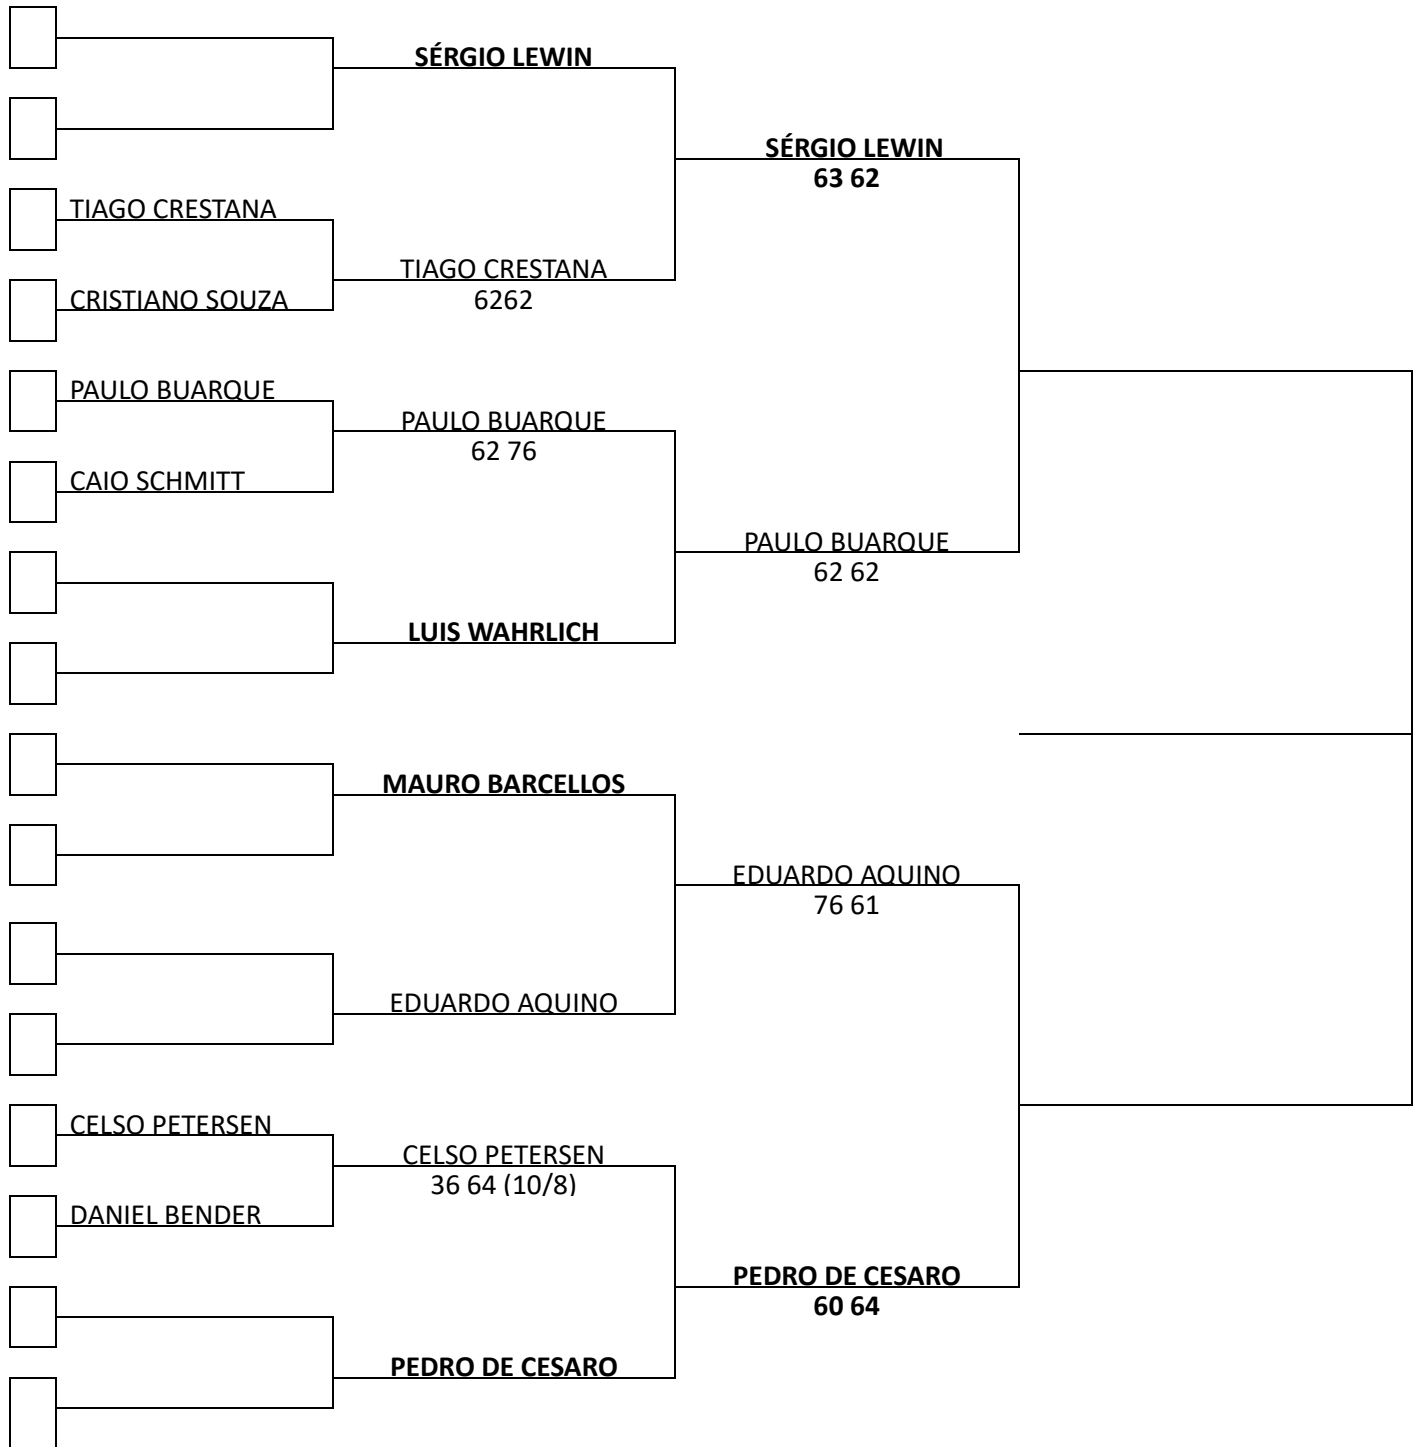 SÉRGIO LEWIN
SÉRGIO LEWIN
63 62
TIAGO CRESTANA
TIAGO CRESTANA
6262
CRISTIANO SOUZA
PAULO BUARQUE
PAULO BUARQUE
62 76
CAIO SCHMITT
PAULO BUARQUE
62 62
LUIS WAHRLICH
MAURO BARCELLOS
EDUARDO AQUINO
76 61
EDUARDO AQUINO
CELSO PETERSEN
CELSO PETERSEN
36 64 (10/8)
DANIEL BENDER
PEDRO DE CESARO
60 64
PEDRO DE CESARO